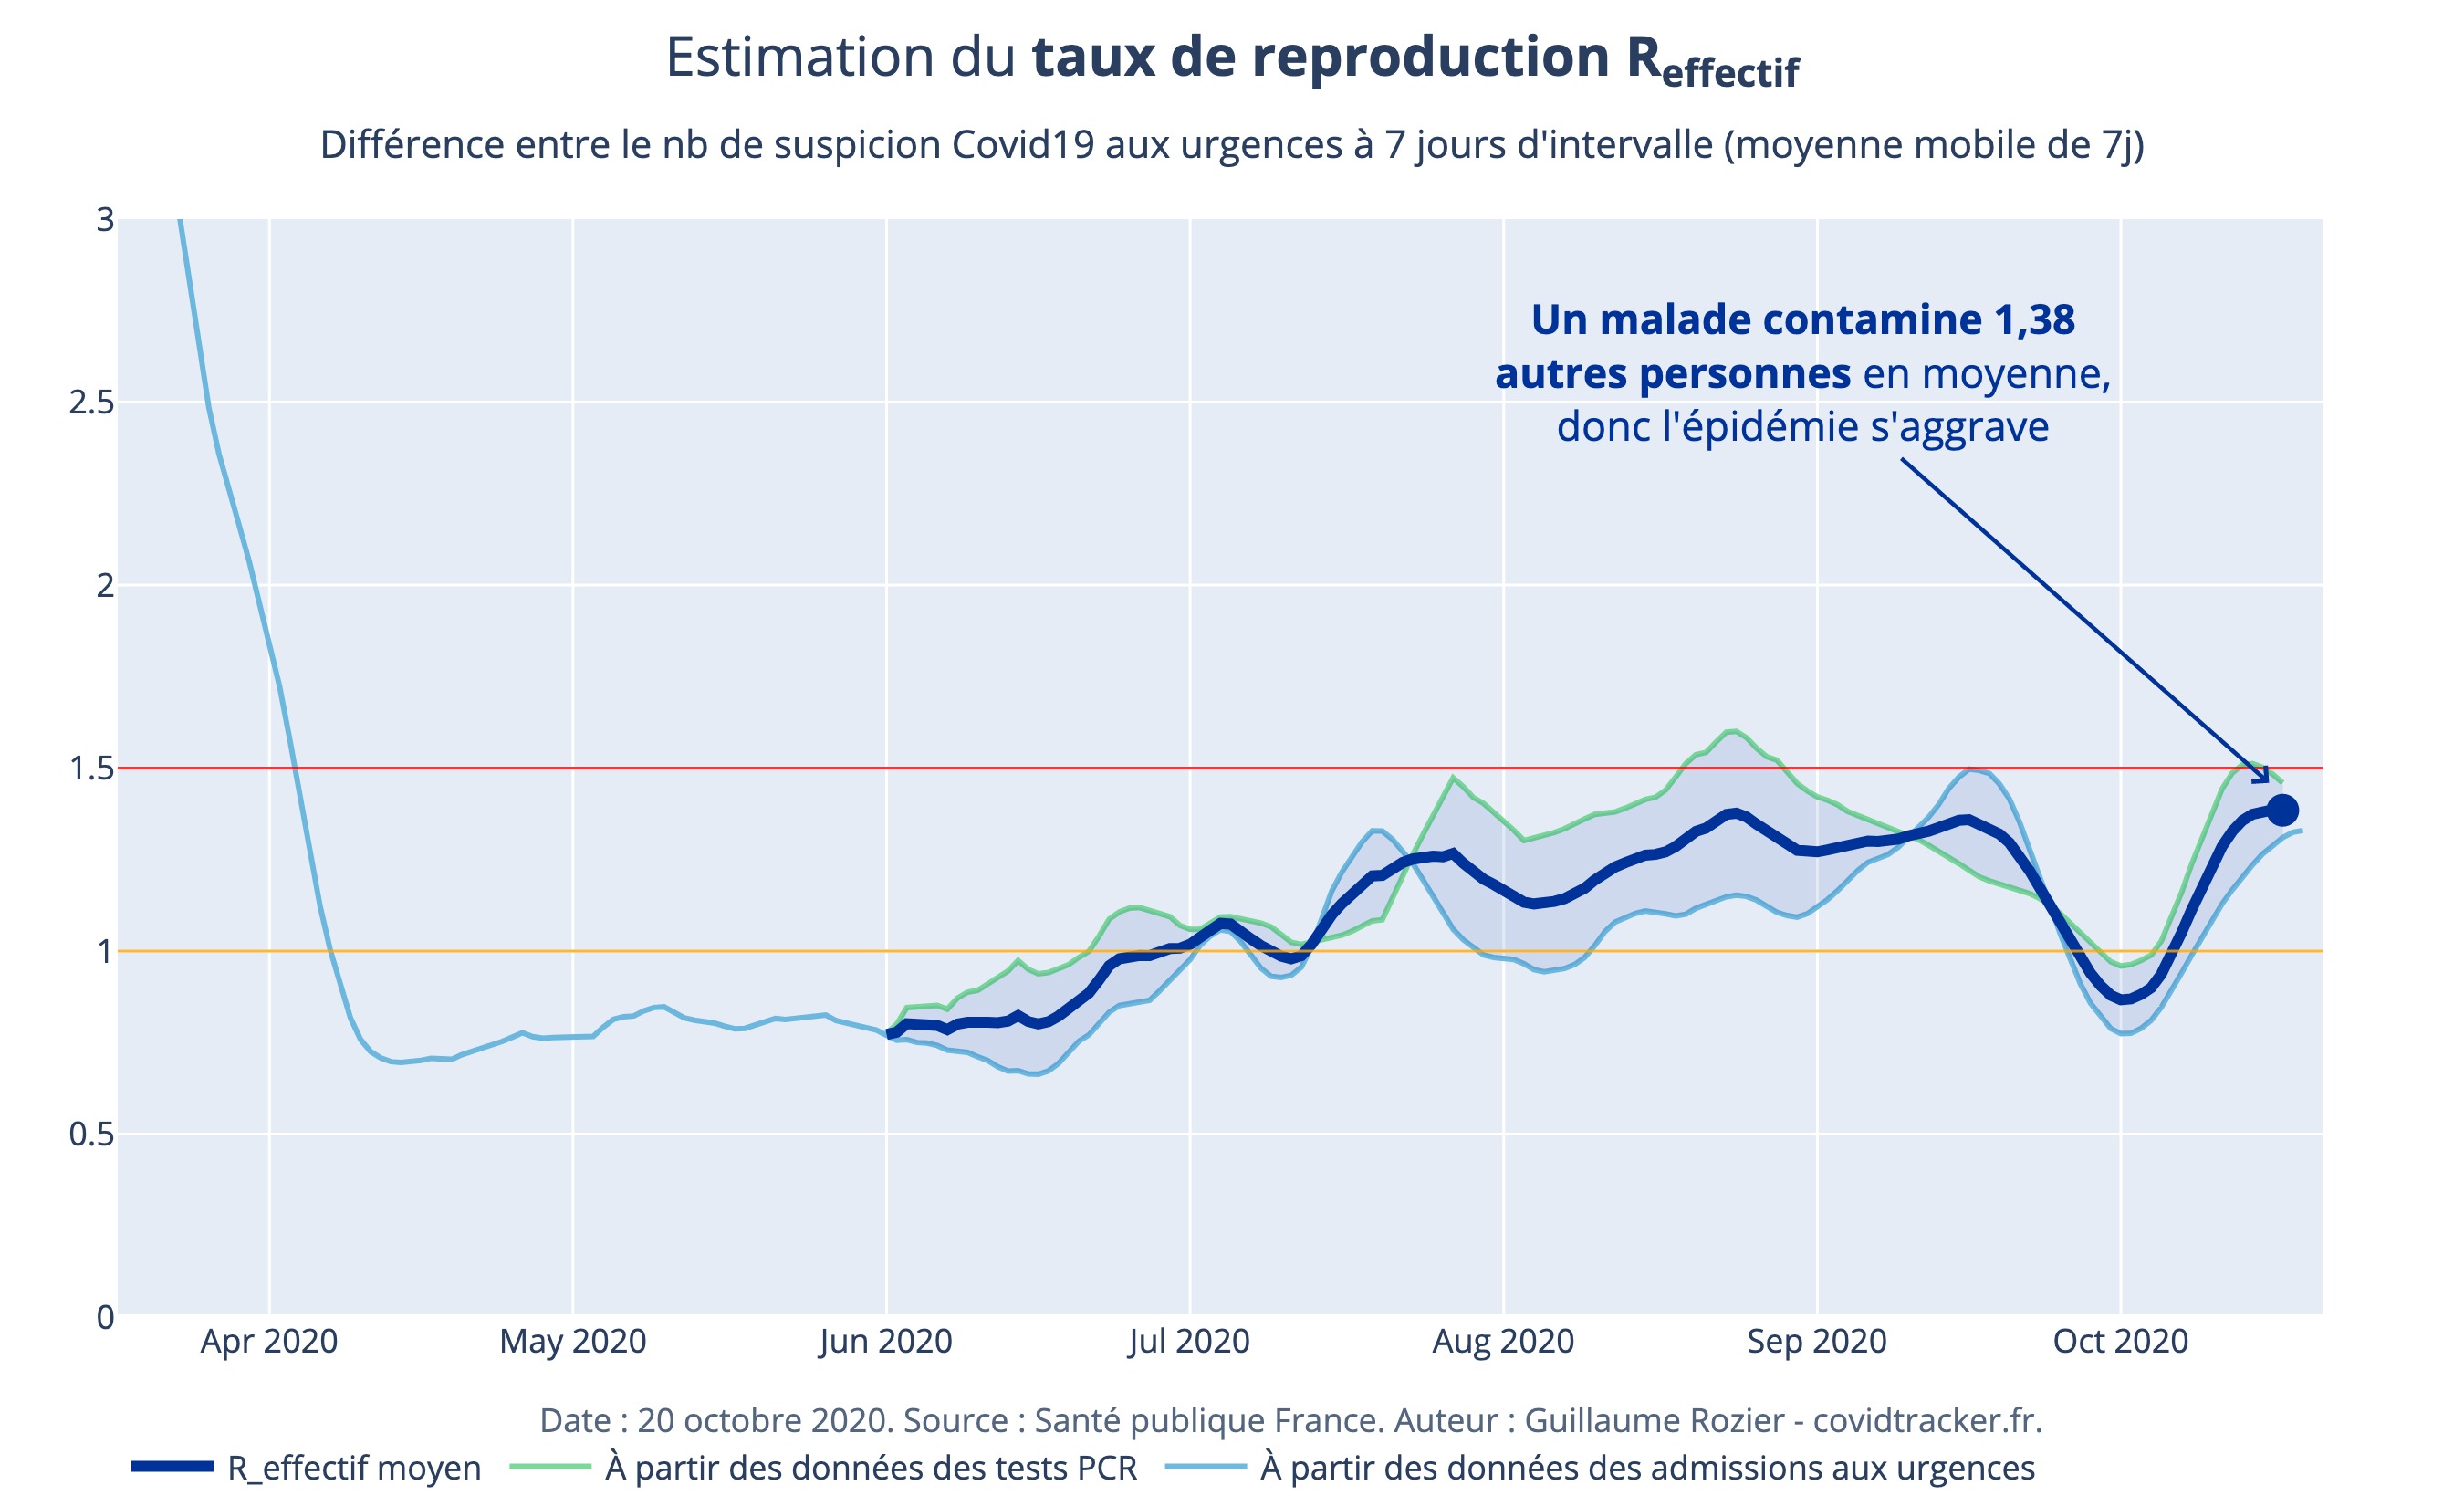 Estimation du taux de reproduction Reffectif
Différence entre le nb de suspicion Covid19 aux urgences à 7 jours d'intervalle (moyenne mobile de 7j)
3
2.5
2
1.5
1
0.5
0
Un malade contamine 1,38
autres personnes en moyenne,
donc l'épidémie s'aggrave
Apr 2020 May 2020 Jun 2020 Jul 2020 Aug 2020 Sep 2020 Oct 2020
Date : 20 octobre 2020. Source : Santé publique France. Auteur : Guillaume Rozier - covidtracker.fr.
R_effectif moyen À partir des données des tests PCR À partir des données des admissions aux urgences